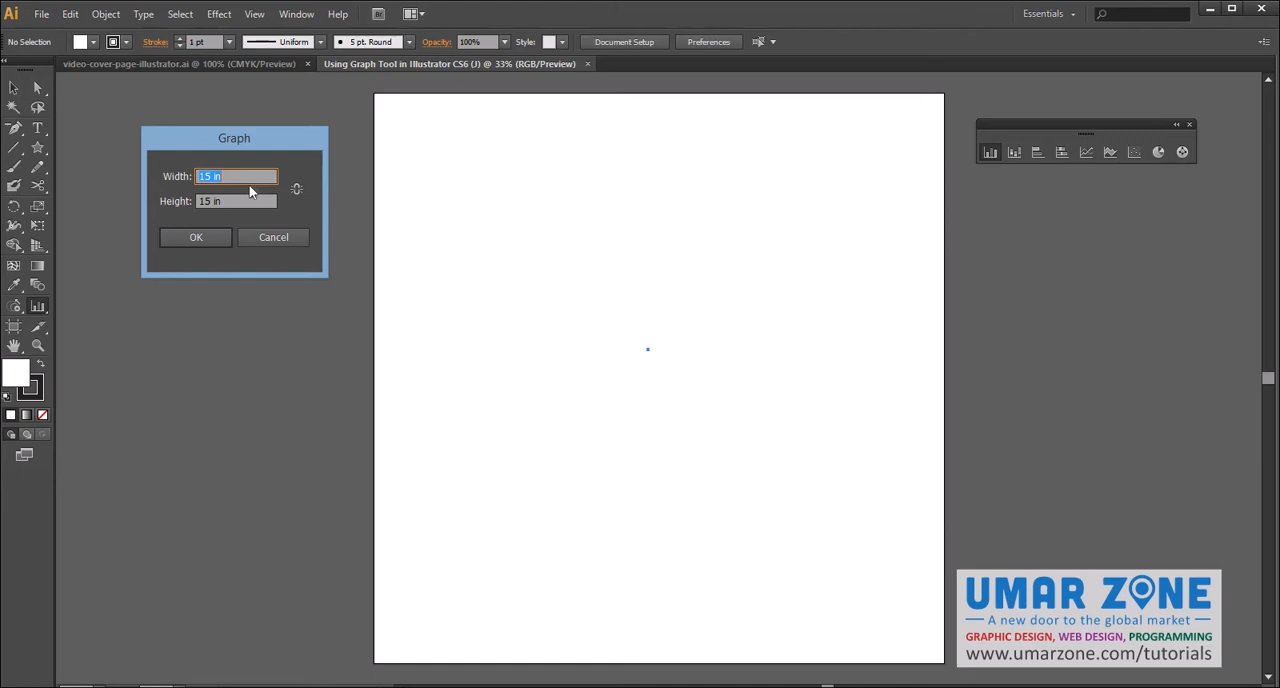 Ai File Edit Object Type Select Effect View Window Help Br Essentials
No Selection Stroke: 1 pt Uniform 5 pt. Round Opacity: 100% Style: Document Setup Preferences
video-cover-page-illustrator.ai @ 100% (CMYK/Preview) × Using Graph Tool in Illustrator CS6 (J) @ 33% (RGB/Preview) ×
Graph
Width: 15 in
Height: 15 in
OK Cancel
UMAR ZONE
A new door to the global market
GRAPHIC DESIGN, WEB DESIGN, PROGRAMMING
www.umarzone.com/tutorials